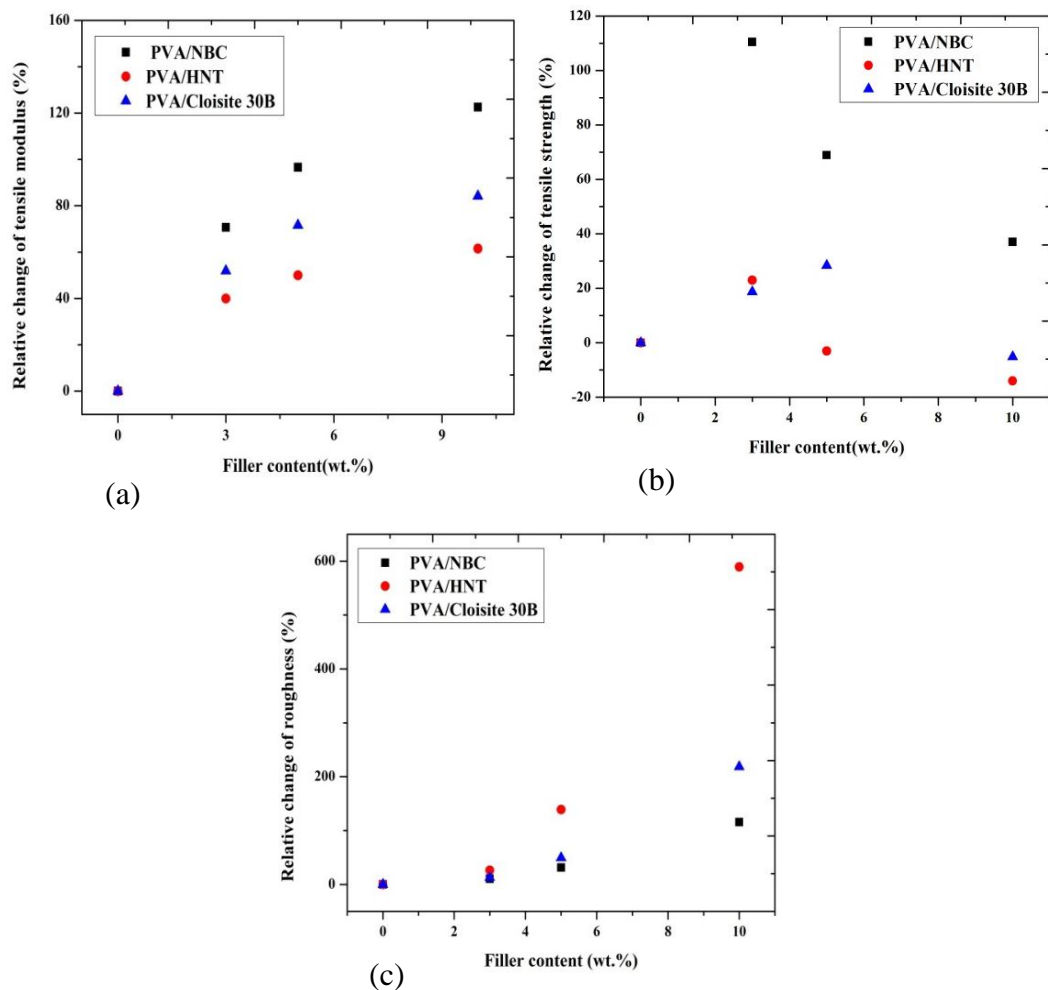 160
120
80
40
0
Relative change of tensile modulus (%)
PVA/NBC
PVA/HNT
PVA/Cloisite 30B
0 3 6 9
Filler content(wt.%)
(a)
120
100
80
60
40
20
0
-20
Relative change of tensile strength (%)
PVA/NBC
PVA/HNT
PVA/Cloisite 30B
0 2 4 6 8 10
Filler content(wt.%)
(b)
600
400
200
0
Relative change of roughness (%)
PVA/NBC
PVA/HNT
PVA/Cloisite 30B
0 2 4 6 8 10
Filler content (wt.%)
(c)